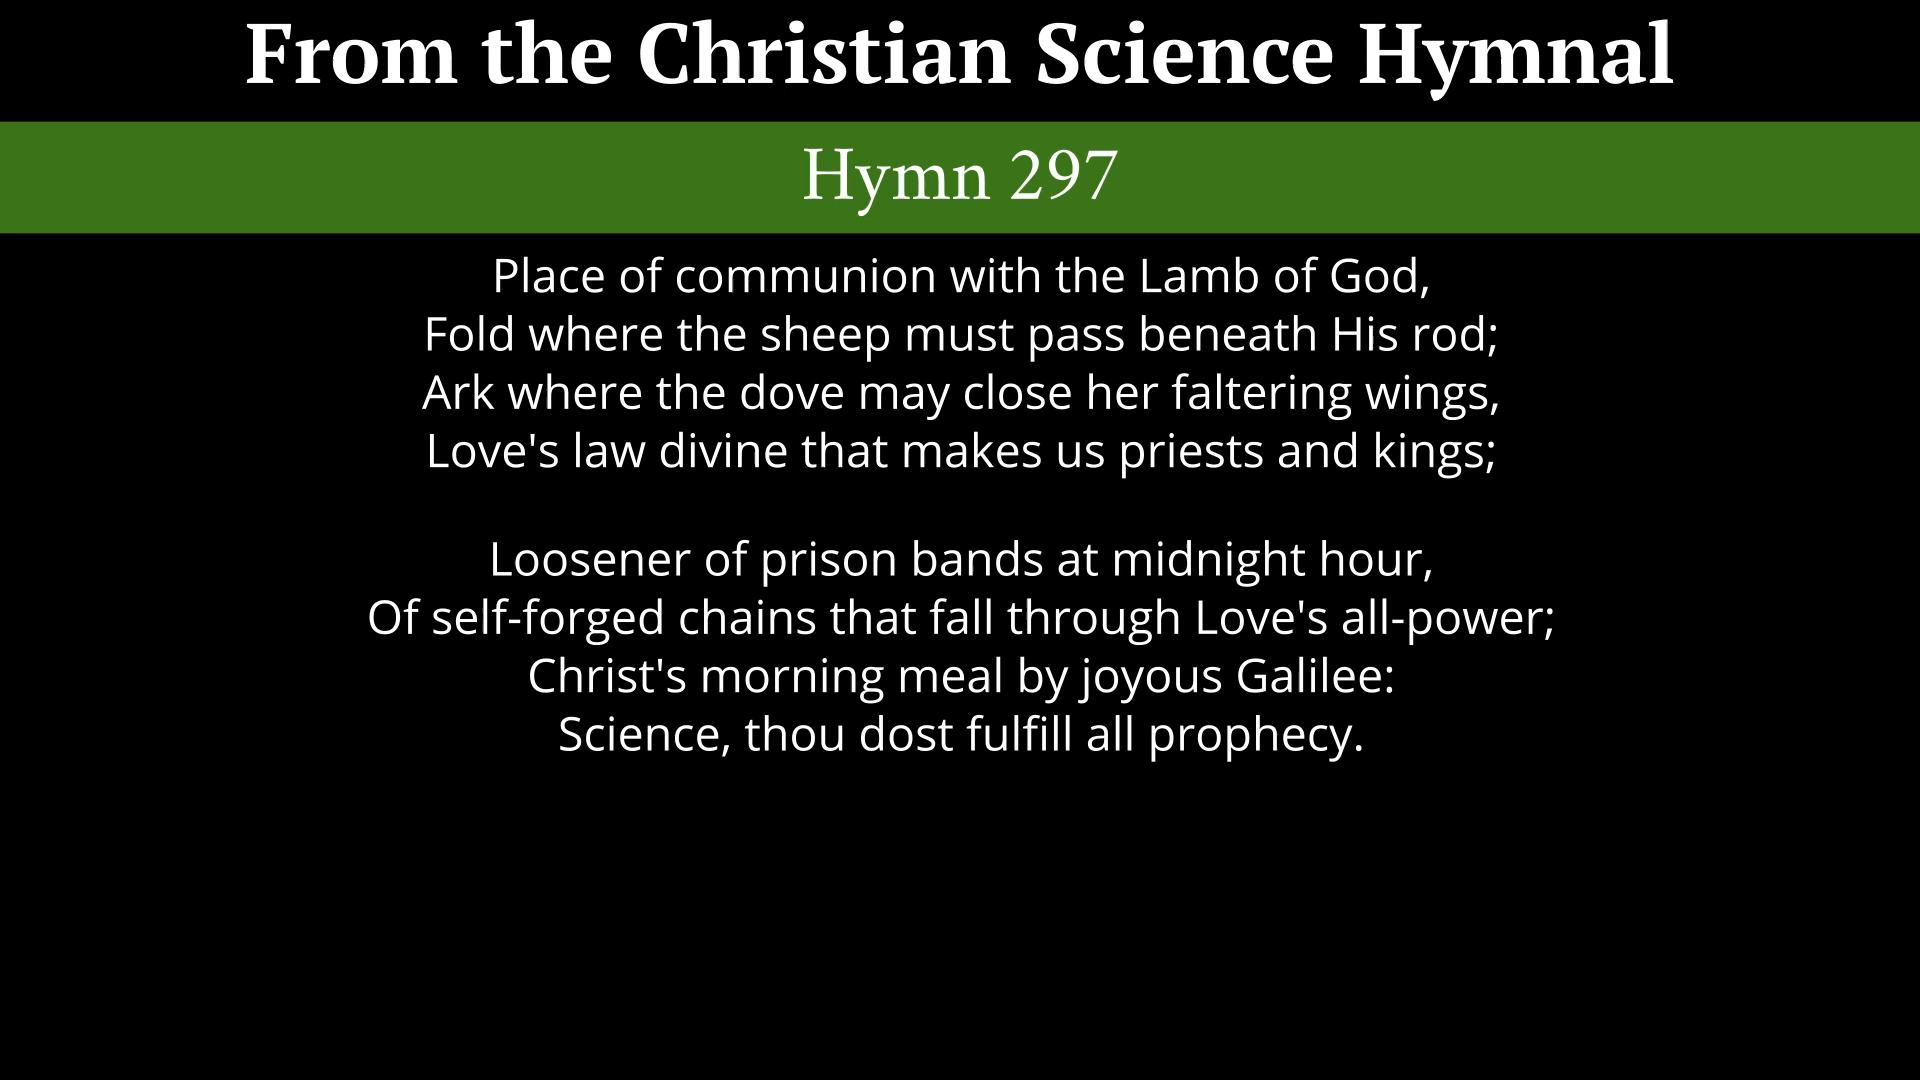 From the Christian Science Hymnal
Hymn 297
Place of communion with the Lamb of God,
Fold where the sheep must pass beneath His rod;
Ark where the dove may close her faltering wings,
Love's law divine that makes us priests and kings;
Loosener of prison bands at midnight hour,
Of self-forged chains that fall through Love's all-power;
Christ's morning meal by joyous Galilee:
Science, thou dost fulfill all prophecy.